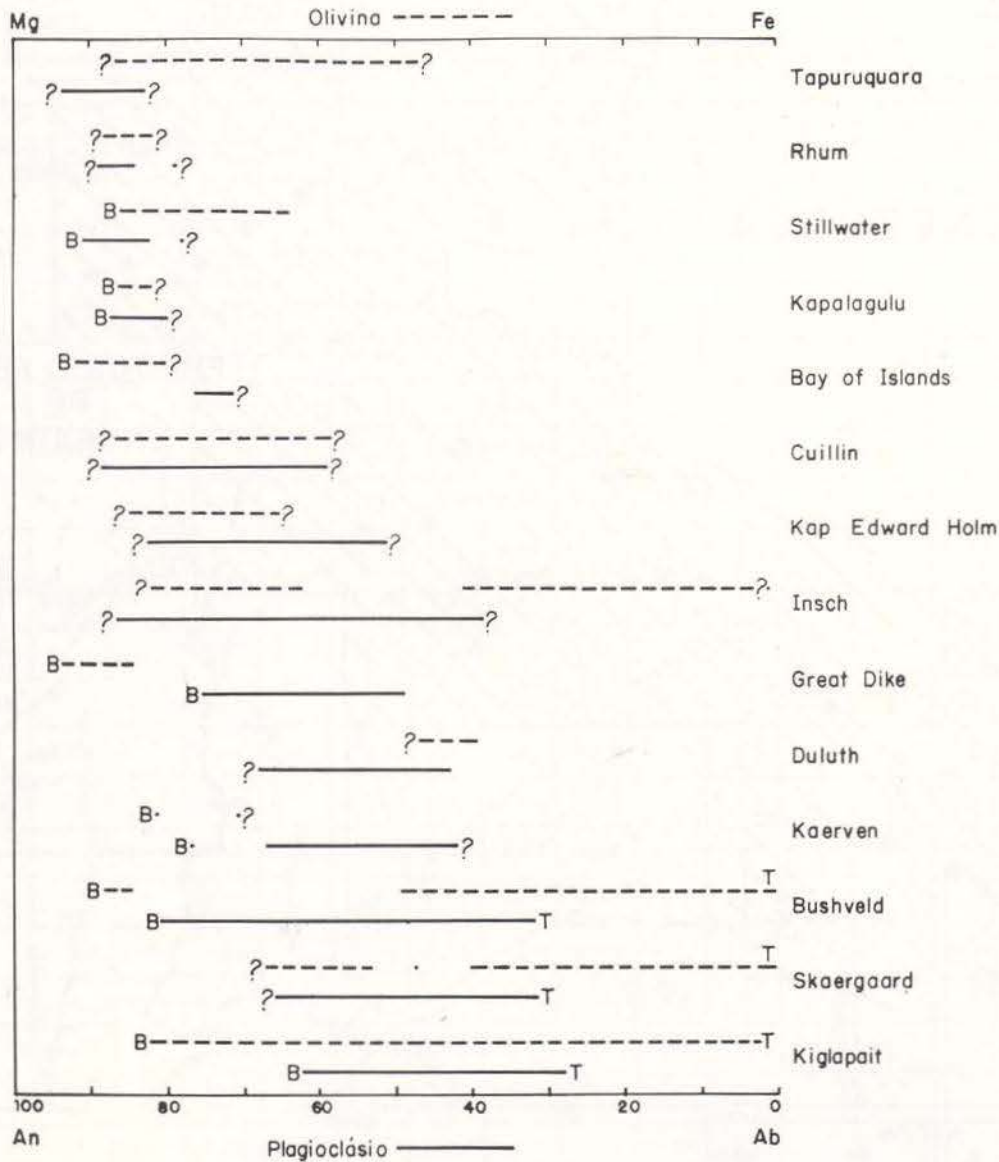 Mg Olivina Fe
? ? Tapuruquara
? ?
? ? Rhum
? ?
B Stillwater
B ?
B ? Kapalagulu
B ?
B ? Bay of Islands
?
? ? Cuillin
? ?
? ? Kap Edward Holm
? ?
? ? Insch
? ?
B Great Dike
B
? Duluth
?
B ? Kaerven
B ?
B T Bushveld
B T
? T Skaergaard
? T
B T Kiglapait
B T
100 80 60 40 20 0
An Plagioclásio Ab